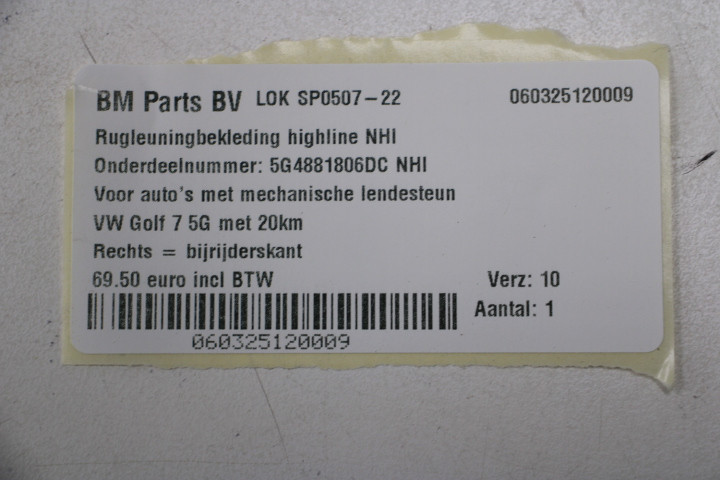 BM Parts BV LOK SP0507-22 060325120009
Rugleuningbekleding highline NHI
Onderdeelnummer: 5G4881806DC NHI
Voor auto's met mechanische lendesteun
VW Golf 7 5G met 20km
Rechts = bijrijderskant
69.50 euro incl BTW Verz: 10
Aantal: 1
060325120009